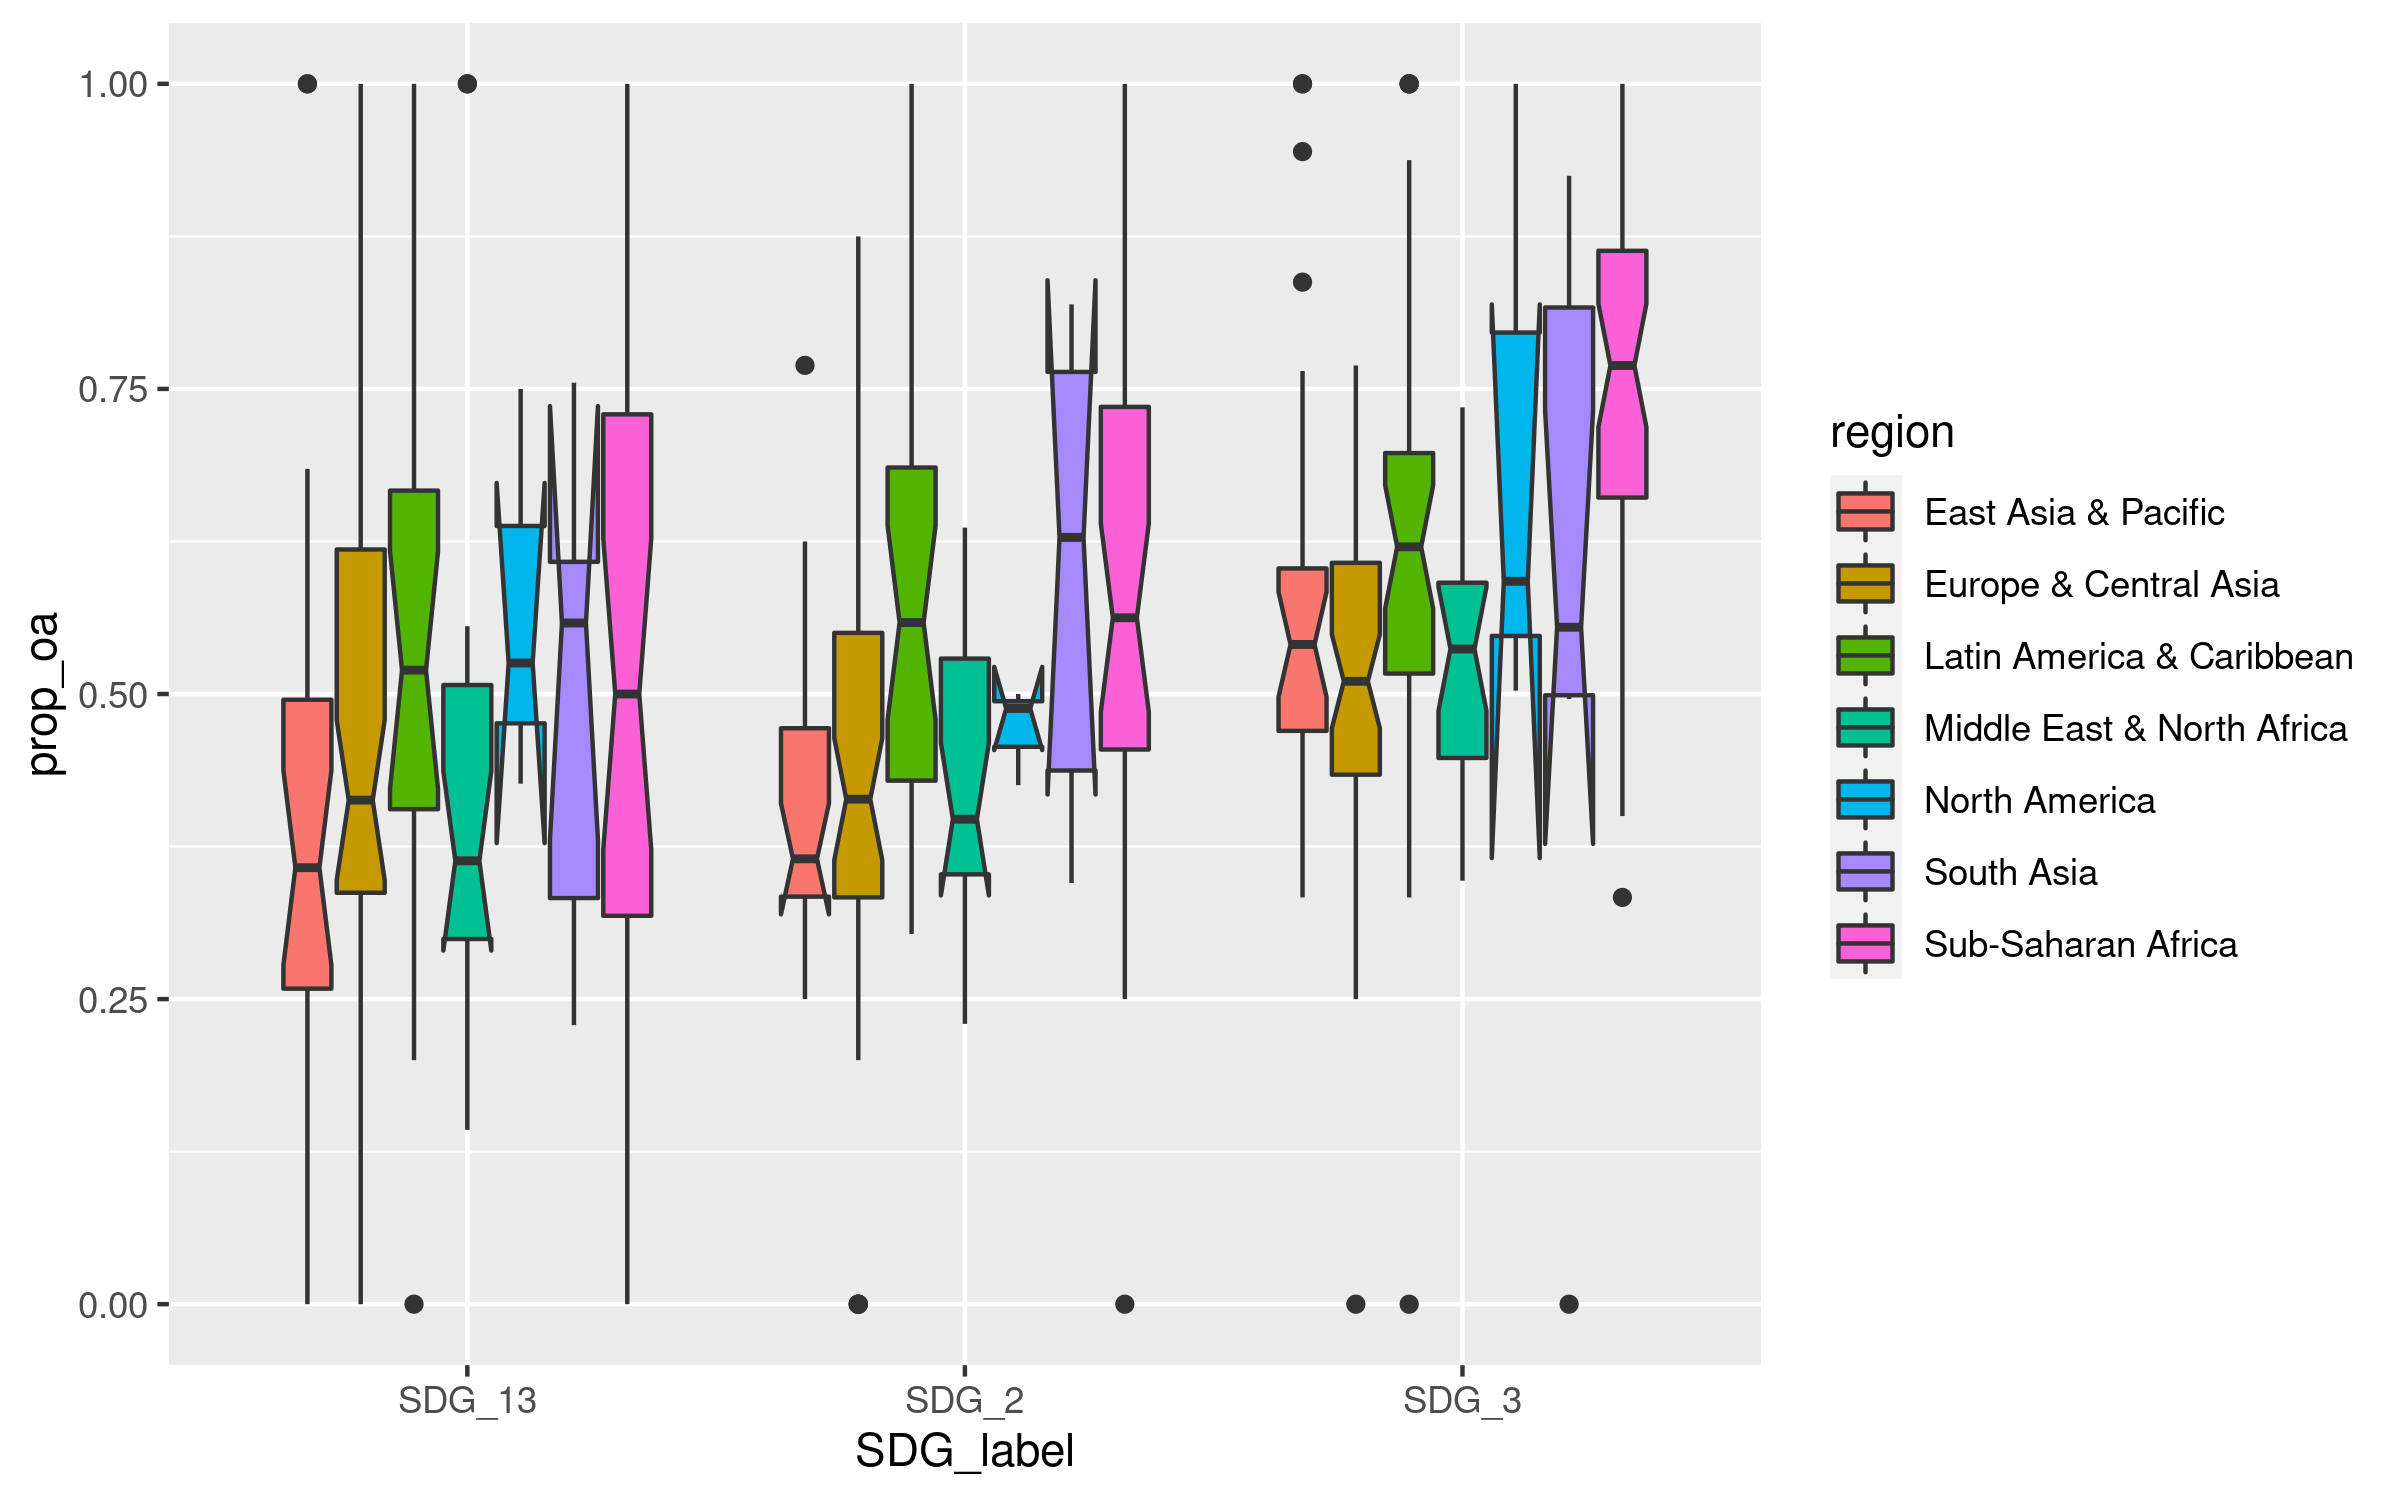 1.00
0.75
0.50
0.25
0.00
prop_oa
SDG_13
SDG_2
SDG_3
SDG_label
region
East Asia & Pacific
Europe & Central Asia
Latin America & Caribbean
Middle East & North Africa
North America
South Asia
Sub-Saharan Africa